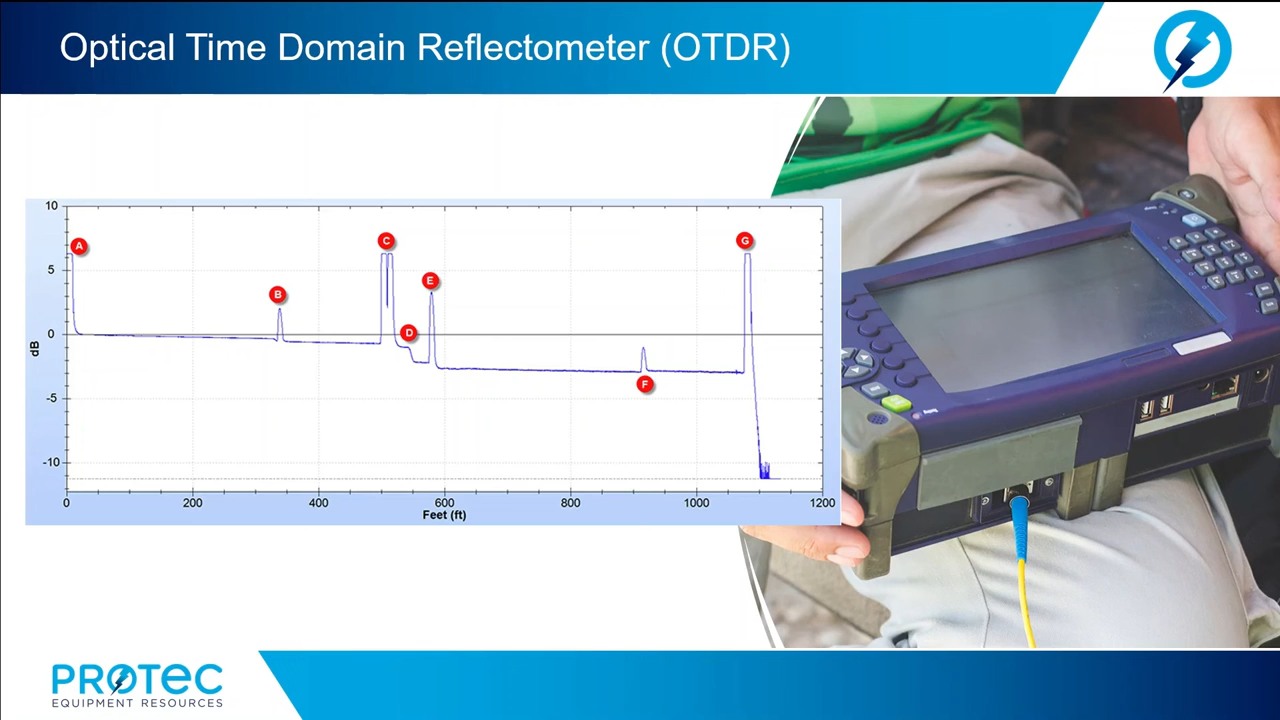 Optical Time Domain Reflectometer (OTDR)
10
5
0
-5
-10
dB
A
B
C
D
E
F
G
0 200 400 600 800 1000 1200
Feet (ft)
PROTEC
EQUIPMENT RESOURCES